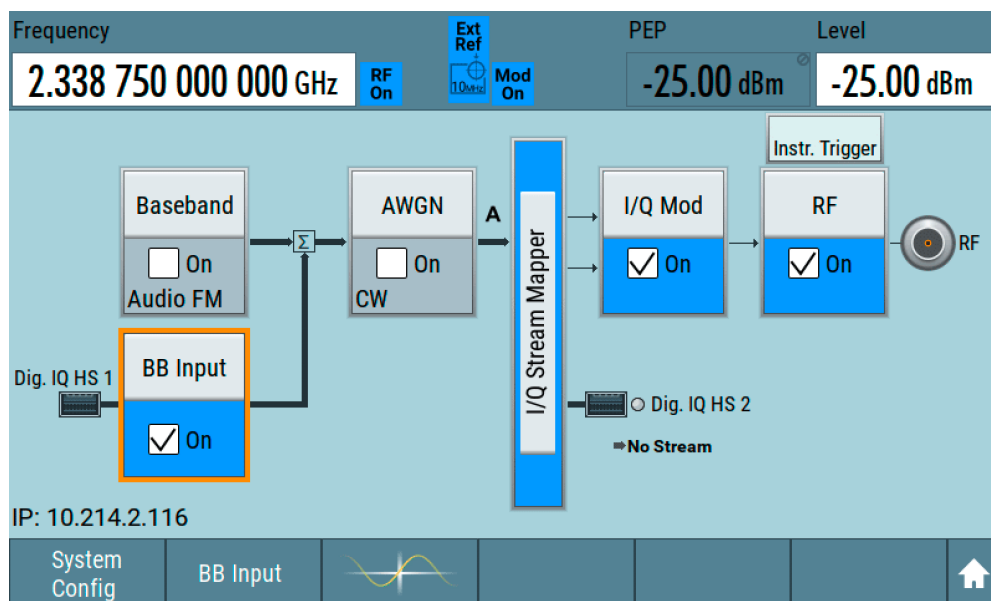 Frequency
Ext
Ref
PEP
Level
2.338 750 000 000 GHz
RF
On
10MHz
Mod
On
-25.00 dBm
-25.00 dBm
Instr. Trigger
Baseband
On
Audio FM
Σ
AWGN
On
CW
A
I/Q Stream Mapper
I/Q Mod
On
RF
On
RF
Dig. IQ HS 1
BB Input
On
Dig. IQ HS 2
No Stream
IP: 10.214.2.116
System
Config
BB Input